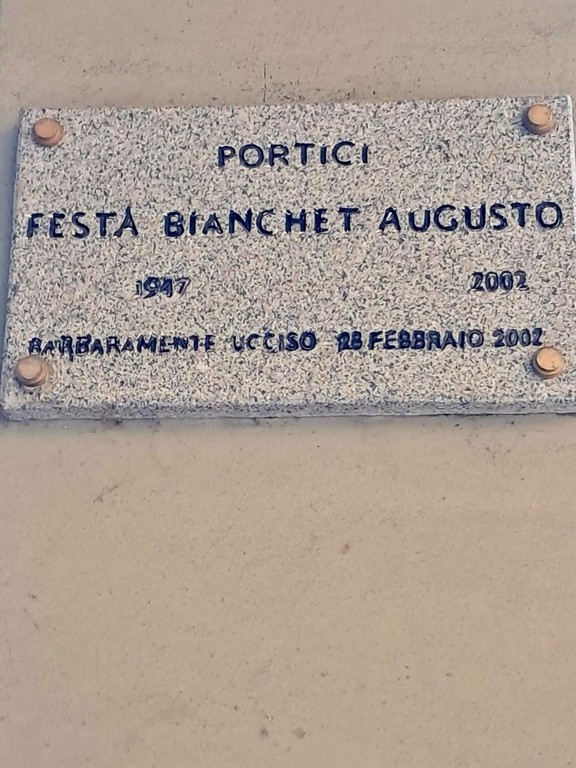 PORTICI
FESTA BIANCHET AUGUSTO
1947 2002
BARBARAMENTE UCCISO 28 FEBBRAIO 2002